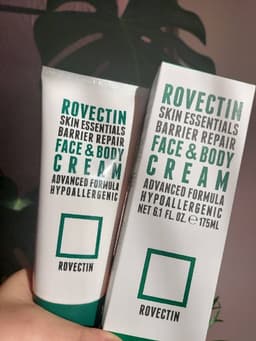 ROVECTIN
SKIN ESSENTIALS
BARRIER REPAIR
FACE & BODY
CREAM
ADVANCED FORMULA
HYPOALLERGENIC
ROVECTIN
ROVECTIN
SKIN ESSENTIALS
BARRIER REPAIR
FACE & BODY
CREAM
ADVANCED FORMULA
HYPOALLERGENIC
NET 6.1 FL. OZ. ℮ 175ML
ROVECTIN